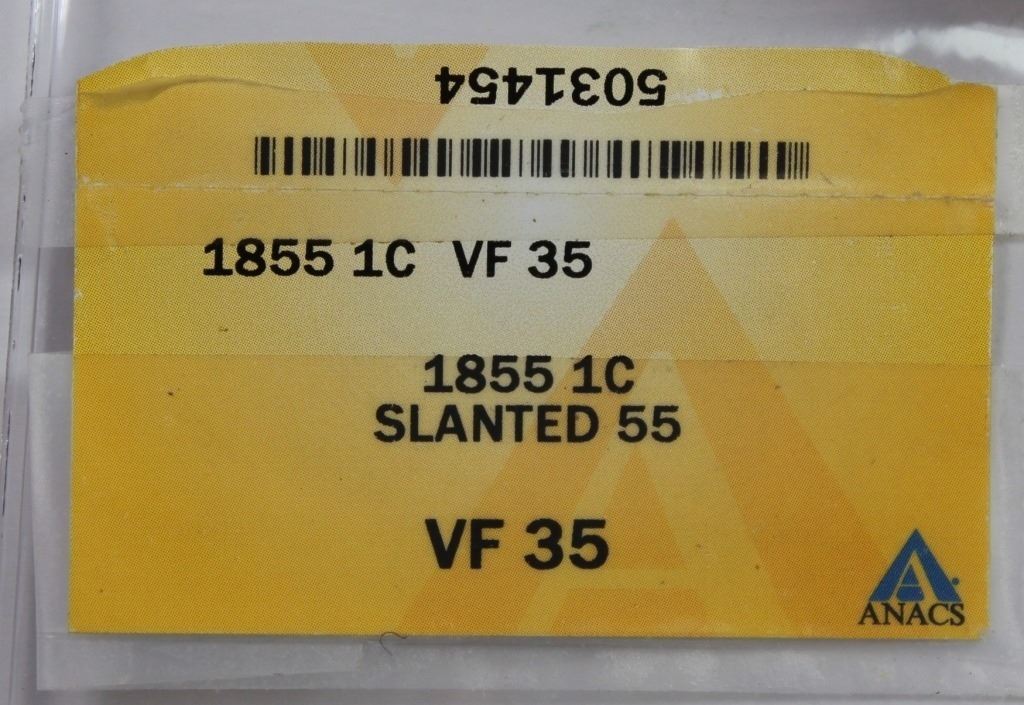 5031454
1855 1C VF 35
1855 1C
SLANTED 55
VF 35
ANACS